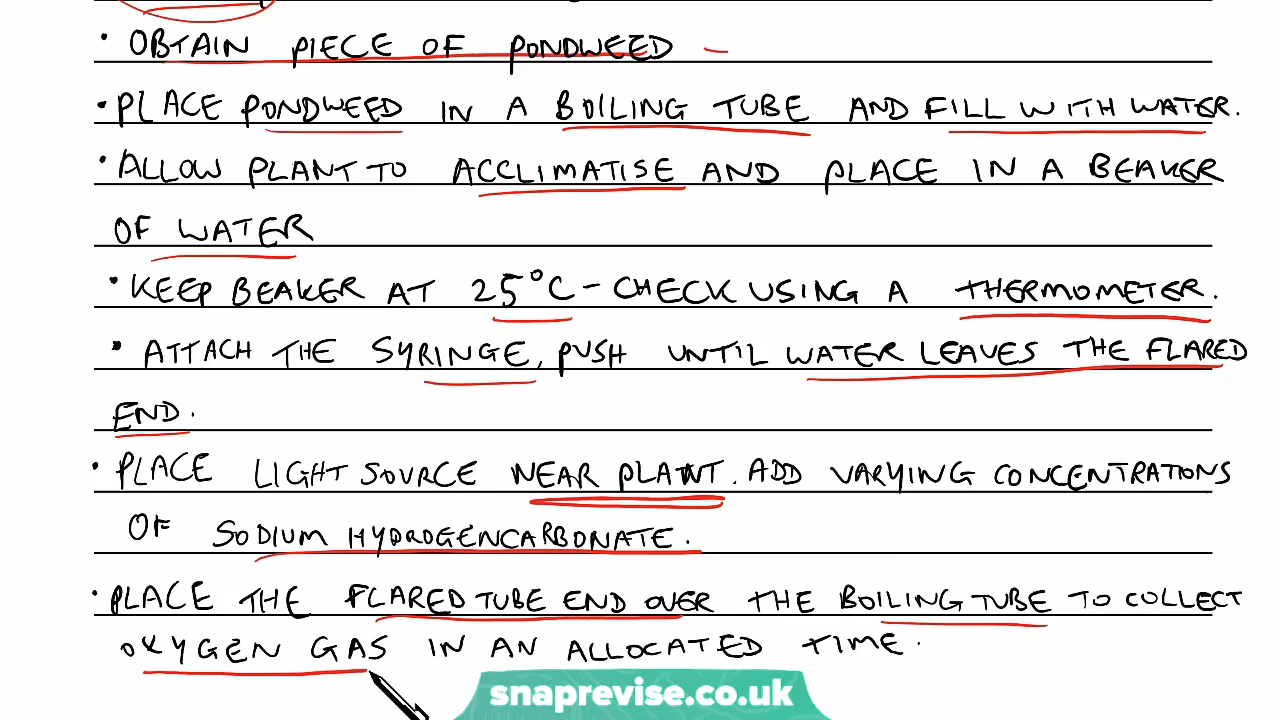 • OBTAIN PIECE OF PONDWEED -
• PLACE PONDWEED IN A BOILING TUBE AND FILL WITH WATER.
• ALLOW PLANT TO ACCLIMATISE AND PLACE IN A BEAKER
OF WATER
• KEEP BEAKER AT 25°C - CHECK USING A THERMOMETER.
• ATTACH THE SYRINGE, PUSH UNTIL WATER LEAVES THE FLARED
END.
• PLACE LIGHT SOURCE NEAR PLANT. ADD VARYING CONCENTRATIONS
OF SODIUM HYDROGENCARBONATE.
• PLACE THE FLARED TUBE END OVER THE BOILING TUBE TO COLLECT
OXYGEN GAS IN AN ALLOCATED TIME.
snaprevise.co.uk